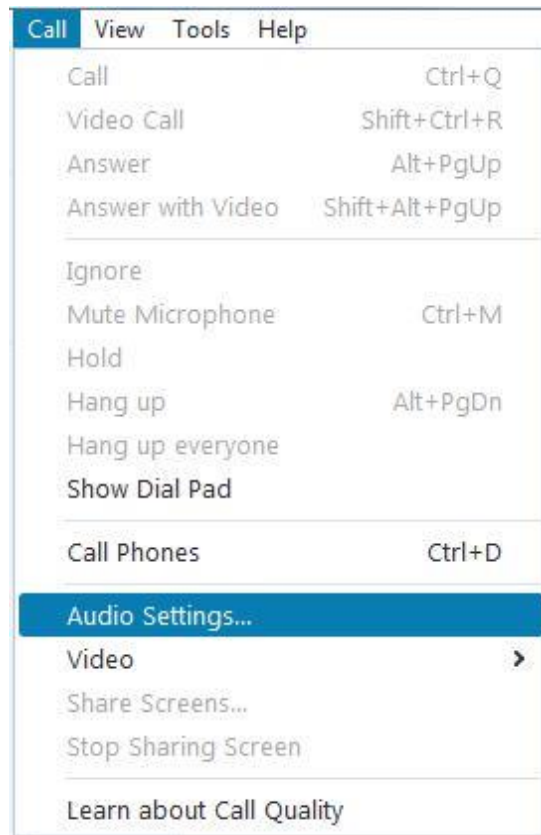 Call View Tools Help
Call Ctrl+Q
Video Call Shift+Ctrl+R
Answer Alt+PgUp
Answer with Video Shift+Alt+PgUp
Ignore
Mute Microphone Ctrl+M
Hold
Hang up Alt+PgDn
Hang up everyone
Show Dial Pad
Call Phones Ctrl+D
Audio Settings...
Video
Share Screens...
Stop Sharing Screen
Learn about Call Quality